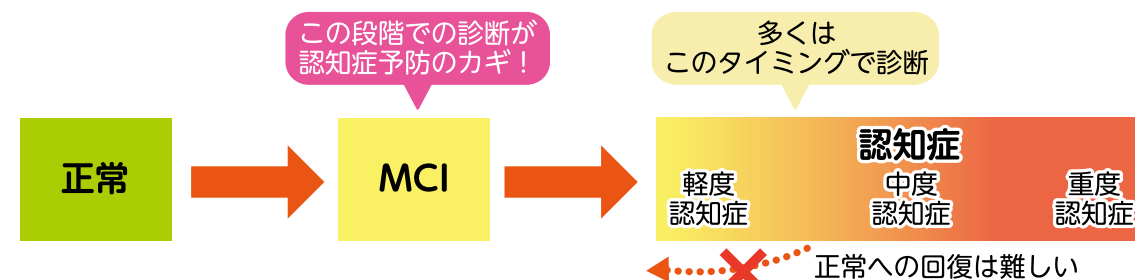 この段階での診断が
認知症予防のカギ！
多くは
このタイミングで診断
正常
MCI
認知症
軽度
認知症
中度
認知症
重度
認知症
正常への回復は難しい